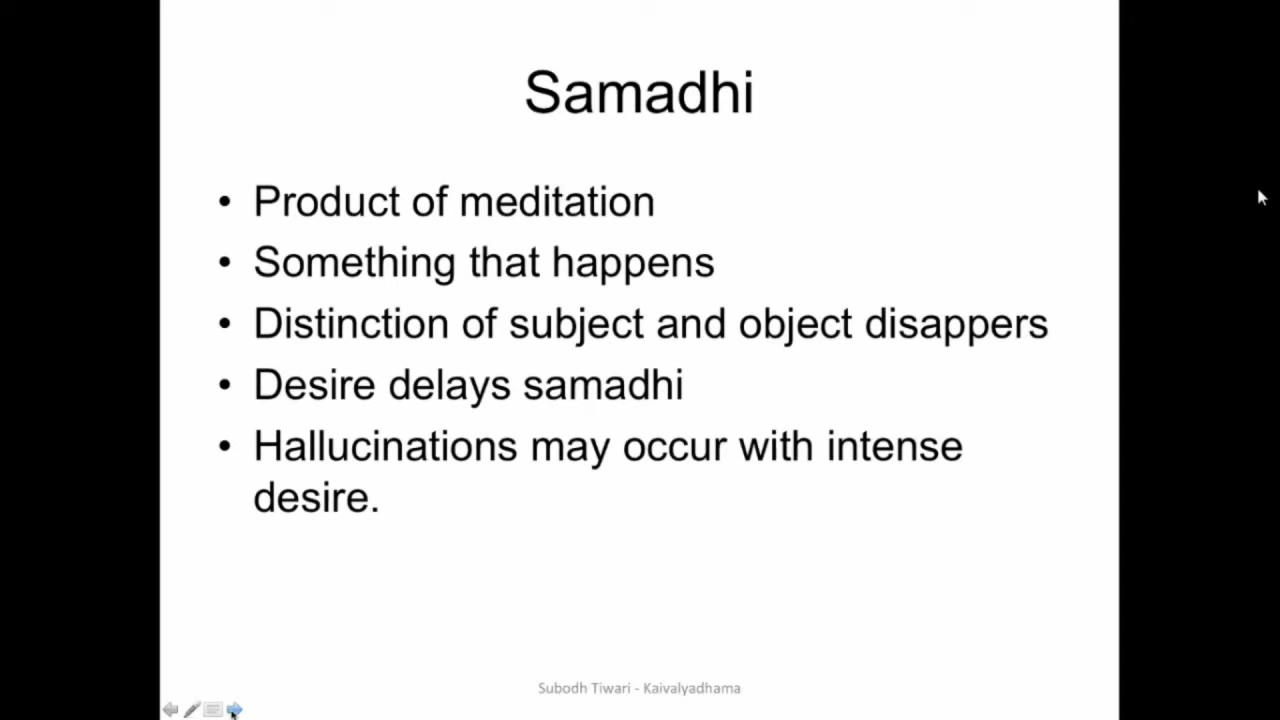 Samadhi
• Product of meditation
• Something that happens
• Distinction of subject and object disappers
• Desire delays samadhi
• Hallucinations may occur with intense
desire.
Subodh Tiwari - Kaivalyadhama